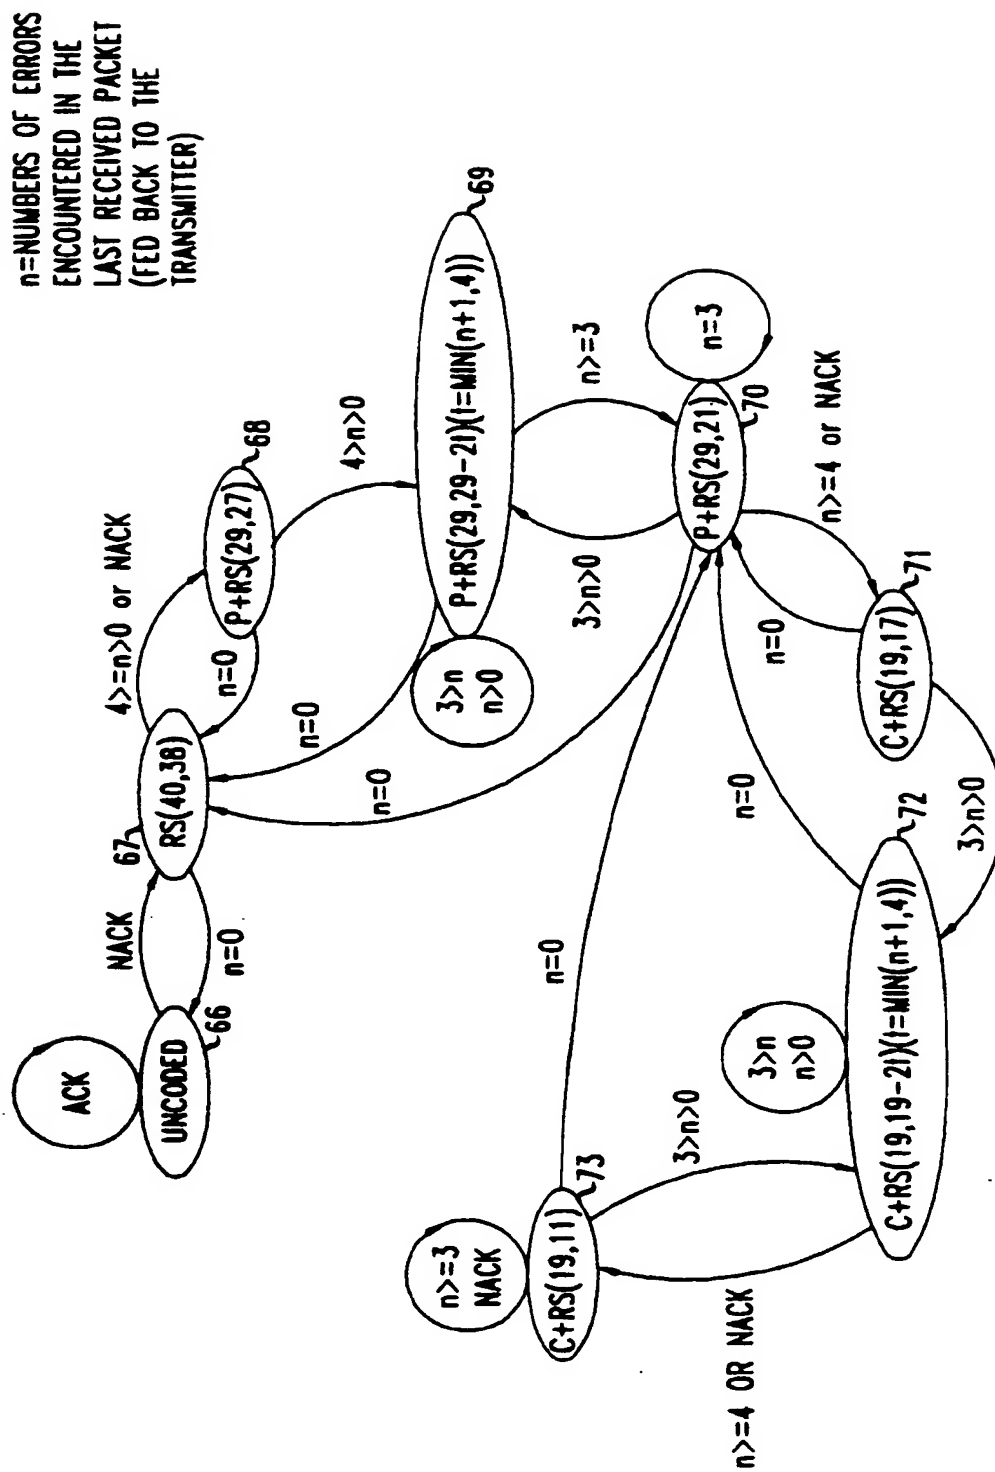 n=NUMBERS OF ERRORS
ENCOUNTERED IN THE
LAST RECEIVED PACKET
(FED BACK TO THE
TRANSMITTER)
ACK
UNCODED
66
NACK
n=0
67
RS(40,38)
4>=n>0 or NACK
n=0
P+RS(29,27)
68
4>n>0
n=0
3>n
n>0
P+RS(29,29-2t)(t=MIN(n+1,4))
69
n>=3
3>n>0
n=0
P+RS(29,21)
70
n=3
n>=4 or NACK
n=0
C+RS(19,17)
71
3>n>0
n=0
n=0
3>n
n>0
C+RS(19,19-2t)(t=MIN(n+1,4))
72
3>n>0
n>=3
NACK
C+RS(19,11)
73
n>=4 OR NACK